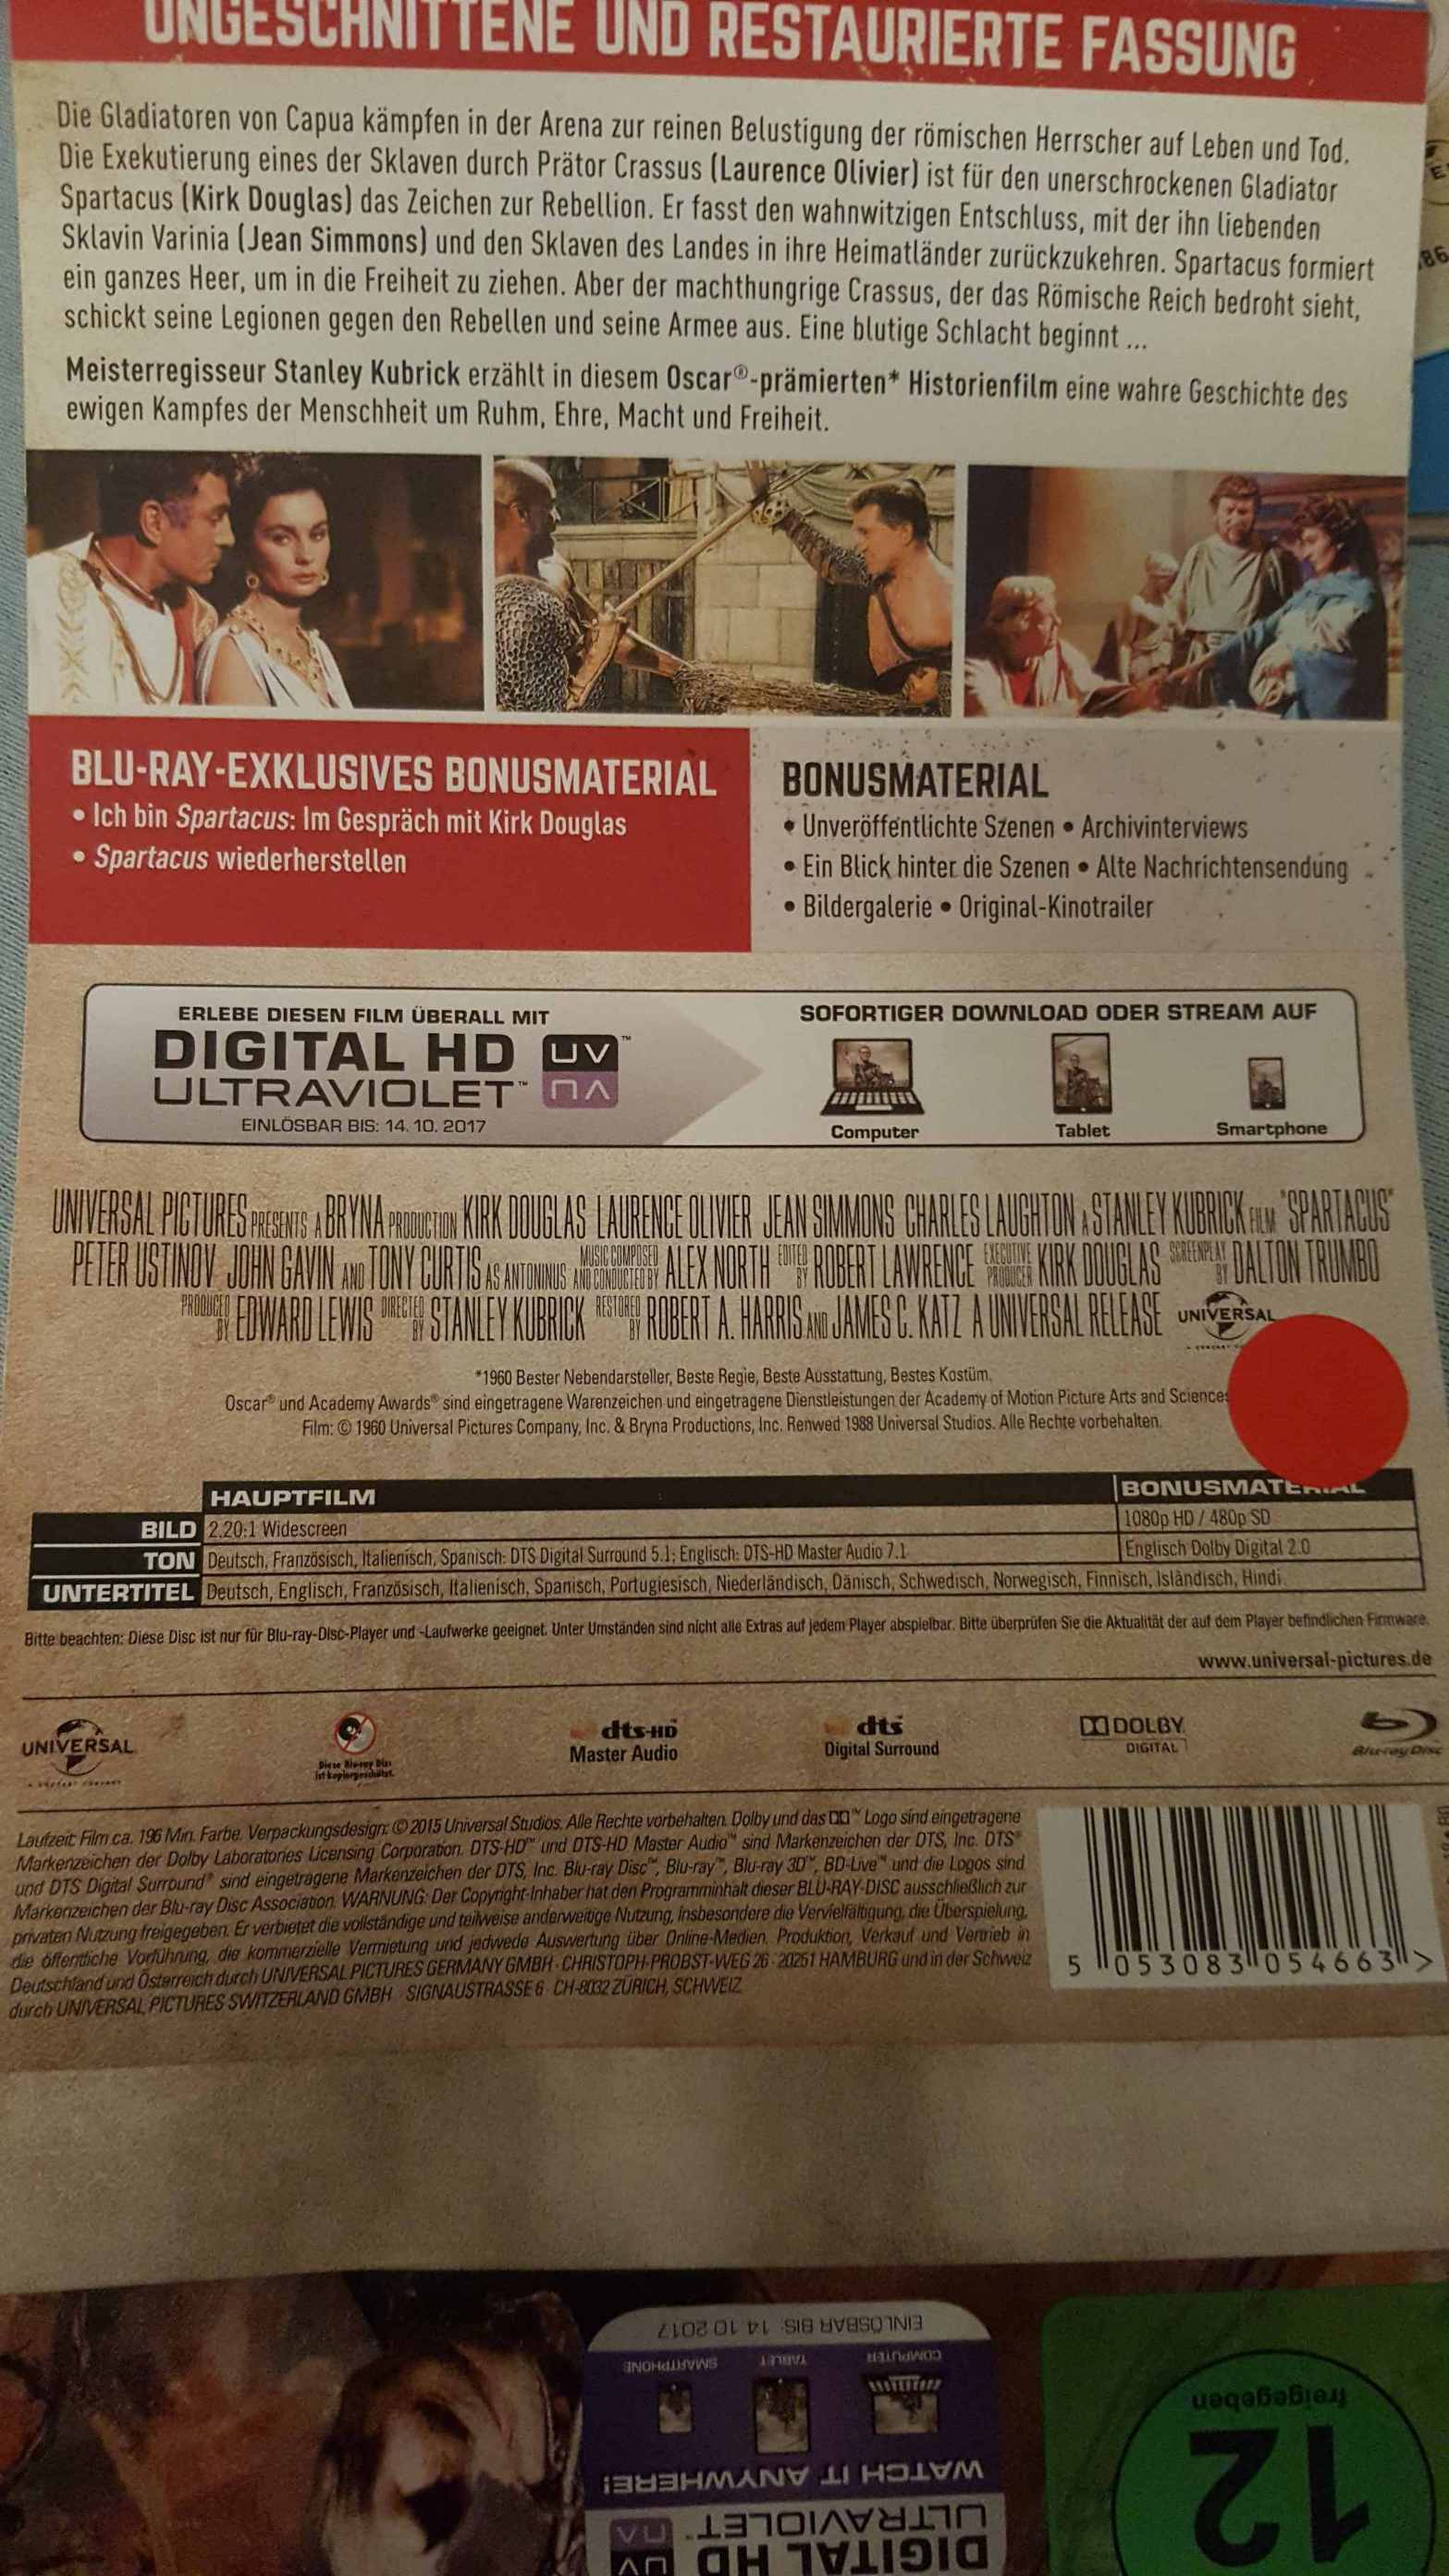 UNGESCHNITTENE UND RESTAURIERTE FASSUNG
Die Gladiatoren von Capua kämpfen in der Arena zur reinen Belustigung der römischen Herrscher auf Leben und Tod.
Die Exekutierung eines der Sklaven durch Prätor Crassus (Laurence Olivier) ist für den unerschrockenen Gladiator
Spartacus (Kirk Douglas) das Zeichen zur Rebellion. Er fasst den wahnwitzigen Entschluss, mit der ihn liebenden
Sklavin Varinia (Jean Simmons) und den Sklaven des Landes in ihre Heimatländer zurückzukehren. Spartacus formiert
ein ganzes Heer, um in die Freiheit zu ziehen. Aber der machthungrige Crassus, der das Römische Reich bedroht sieht,
schickt seine Legionen gegen den Rebellen und seine Armee aus. Eine blutige Schlacht beginnt ...
Meisterregisseur Stanley Kubrick erzählt in diesem Oscar®-prämierten* Historienfilm eine wahre Geschichte des
ewigen Kampfes der Menschheit um Ruhm, Ehre, Macht und Freiheit.
BLU-RAY-EXKLUSIVES BONUSMATERIAL
• Ich bin Spartacus: Im Gespräch mit Kirk Douglas
• Spartacus wiederherstellen
BONUSMATERIAL
• Unveröffentlichte Szenen • Archivinterviews
• Ein Blick hinter die Szenen • Alte Nachrichtensendung
• Bildergalerie • Original-Kinotrailer
ERLEBE DIESEN FILM ÜBERALL MIT
DIGITAL HD UV™
ULTRAVIOLET™
EINLÖSBAR BIS: 14. 10. 2017
SOFORTIGER DOWNLOAD ODER STREAM AUF
Computer Tablet Smartphone
UNIVERSAL PICTURES PRESENTS A BRYNA PRODUCTION KIRK DOUGLAS LAURENCE OLIVIER JEAN SIMMONS CHARLES LAUGHTON A STANLEY KUBRICK FILM "SPARTACUS"
PETER USTINOV JOHN GAVIN AND TONY CURTIS AS ANTONINUS MUSIC COMPOSED AND CONDUCTED BY ALEX NORTH EDITED BY ROBERT LAWRENCE EXECUTIVE PRODUCER KIRK DOUGLAS SCREENPLAY BY DALTON TRUMBO
PRODUCED BY EDWARD LEWIS DIRECTED BY STANLEY KUBRICK RESTORED BY ROBERT A. HARRIS AND JAMES C. KATZ A UNIVERSAL RELEASE UNIVERSAL
*1960 Bester Nebendarsteller, Beste Regie, Beste Ausstattung, Bestes Kostüm.
Oscar® und Academy Awards® sind eingetragene Warenzeichen und eingetragene Dienstleistungen der Academy of Motion Picture Arts and Sciences
Film: © 1960 Universal Pictures Company, Inc. & Bryna Productions, Inc. Renwed 1988 Universal Studios. Alle Rechte vorbehalten.
HAUPTFILM BONUSMATERIAL
BILD 2.20:1 Widescreen 1080p HD / 480p SD
TON Deutsch, Französisch, Italienisch, Spanisch: DTS Digital Surround 5.1; Englisch: DTS-HD Master Audio 7.1 Englisch Dolby Digital 2.0
UNTERTITEL Deutsch, Englisch, Französisch, Italienisch, Spanisch, Portugiesisch, Niederländisch, Dänisch, Schwedisch, Norwegisch, Finnisch, Isländisch, Hindi
Bitte beachten: Diese Disc ist nur für Blu-ray-Disc-Player und -Laufwerke geeignet. Unter Umständen sind nicht alle Extras auf jedem Player abspielbar. Bitte überprüfen Sie die Aktualität der auf dem Player befindlichen Firmware.
www.universal-pictures.de
UNIVERSAL
Diese Blu-ray Disc
ist kopiergeschützt.
dts-HD
Master Audio
dts
Digital Surround
DOLBY
DIGITAL
Blu-ray Disc
Laufzeit: Film ca. 196 Min. Farbe. Verpackungsdesign: © 2015 Universal Studios. Alle Rechte vorbehalten. Dolby und das ™ Logo sind eingetragene
Markenzeichen der Dolby Laboratories Licensing Corporation. DTS-HD™ und DTS-HD Master Audio™ sind Markenzeichen der DTS, Inc. DTS®
und DTS Digital Surround® sind eingetragene Markenzeichen der DTS, Inc. Blu-ray Disc™, Blu-ray™, Blu-ray 3D™, BD-Live™ und die Logos sind
Markenzeichen der Blu-ray Disc Association. WARNUNG: Der Copyright-Inhaber hat den Programminhalt dieser BLU-RAY-DISC ausschließlich zur
privaten Nutzung freigegeben. Er verbietet die vollständige und teilweise anderweitige Nutzung, insbesondere die Vervielfältigung, die Überspielung,
die öffentliche Vorführung, die kommerzielle Vermietung und jedwede Auswertung über Online-Medien. Produktion, Verkauf und Vertrieb in
Deutschland und Österreich durch UNIVERSAL PICTURES GERMANY GMBH · CHRISTOPH-PROBST-WEG 26 · 20251 HAMBURG und in der Schweiz
durch UNIVERSAL PICTURES SWITZERLAND GMBH · SIGNAUSTRASSE 6 · CH-8032 ZÜRICH, SCHWEIZ
5 053083 054663 >
EINLÖSBAR BIS: 14 10 2017
COMPUTER TABLET SMARTPHONE
WATCH IT ANYWHERE!
ULTRAVIOLET™
DIGITAL HD UV
freigegeben
12